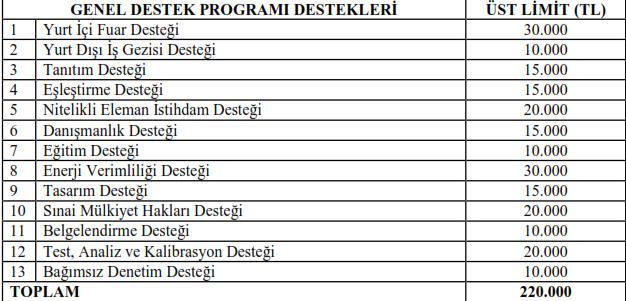 GENEL DESTEK PROGRAMI DESTEKLERİ ÜST LİMİT (TL)
1 Yurt İçi Fuar Desteği 30.000
2 Yurt Dışı İş Gezisi Desteği 10.000
3 Tanıtım Desteği 15.000
4 Eşleştirme Desteği 15.000
5 Nitelikli Eleman İstihdam Desteği 20.000
6 Danışmanlık Desteği 15.000
7 Eğitim Desteği 10.000
8 Enerji Verimliliği Desteği 30.000
9 Tasarım Desteği 15.000
10 Sınai Mülkiyet Hakları Desteği 20.000
11 Belgelendirme Desteği 10.000
12 Test, Analiz ve Kalibrasyon Desteği 20.000
13 Bağımsız Denetim Desteği 10.000
TOPLAM 220.000